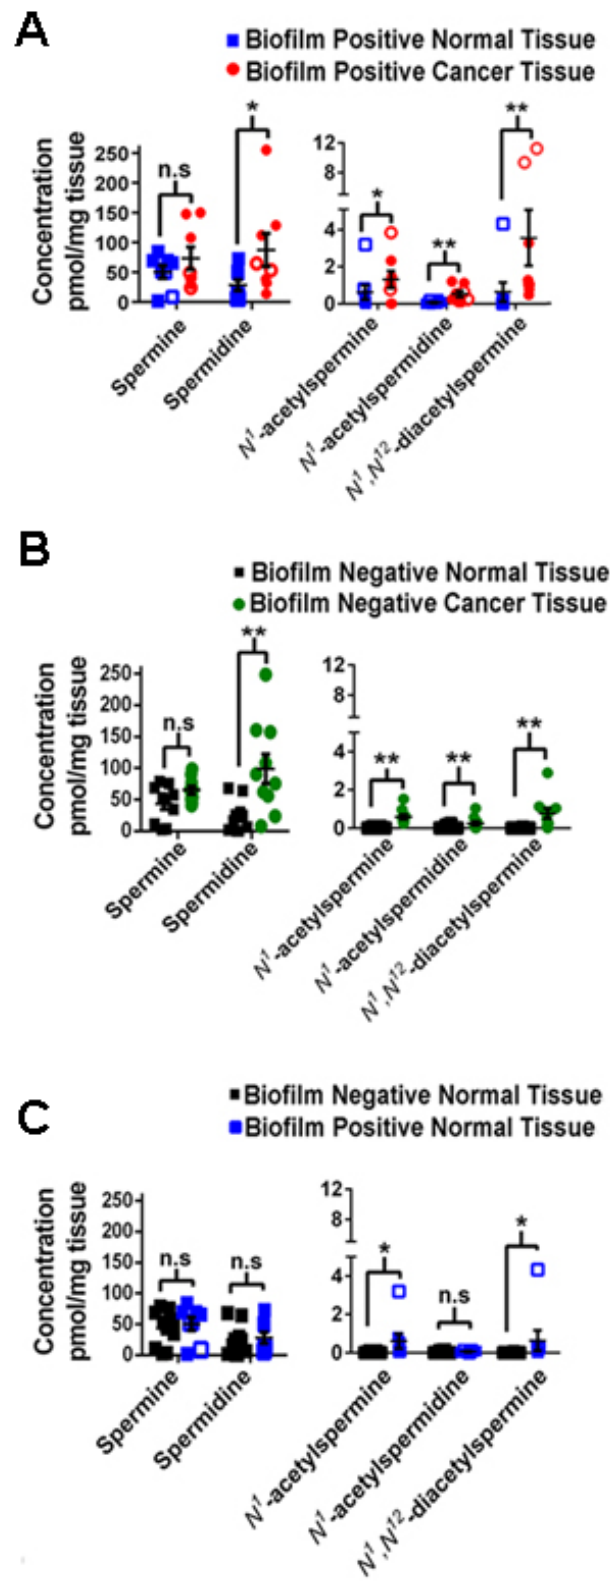 A
Biofilm Positive Normal Tissue
Biofilm Positive Cancer Tissue
Concentration
pmol/mg tissue
250
200
150
100
50
0
n.s
*
12
8
4
2
0
*
**
**
Spermine
Spermidine
N1-acetylspermine
N1-acetylspermidine
N1,N12-diacetylspermine
B
Biofilm Negative Normal Tissue
Biofilm Negative Cancer Tissue
Concentration
pmol/mg tissue
250
200
150
100
50
0
n.s
**
12
8
4
2
0
**
**
**
Spermine
Spermidine
N1-acetylspermine
N1-acetylspermidine
N1,N12-diacetylspermine
C
Biofilm Negative Normal Tissue
Biofilm Positive Normal Tissue
Concentration
pmol/mg tissue
250
200
150
100
50
0
n.s
n.s
12
8
4
2
0
*
n.s
*
Spermine
Spermidine
N1-acetylspermine
N1-acetylspermidine
N1,N12-diacetylspermine